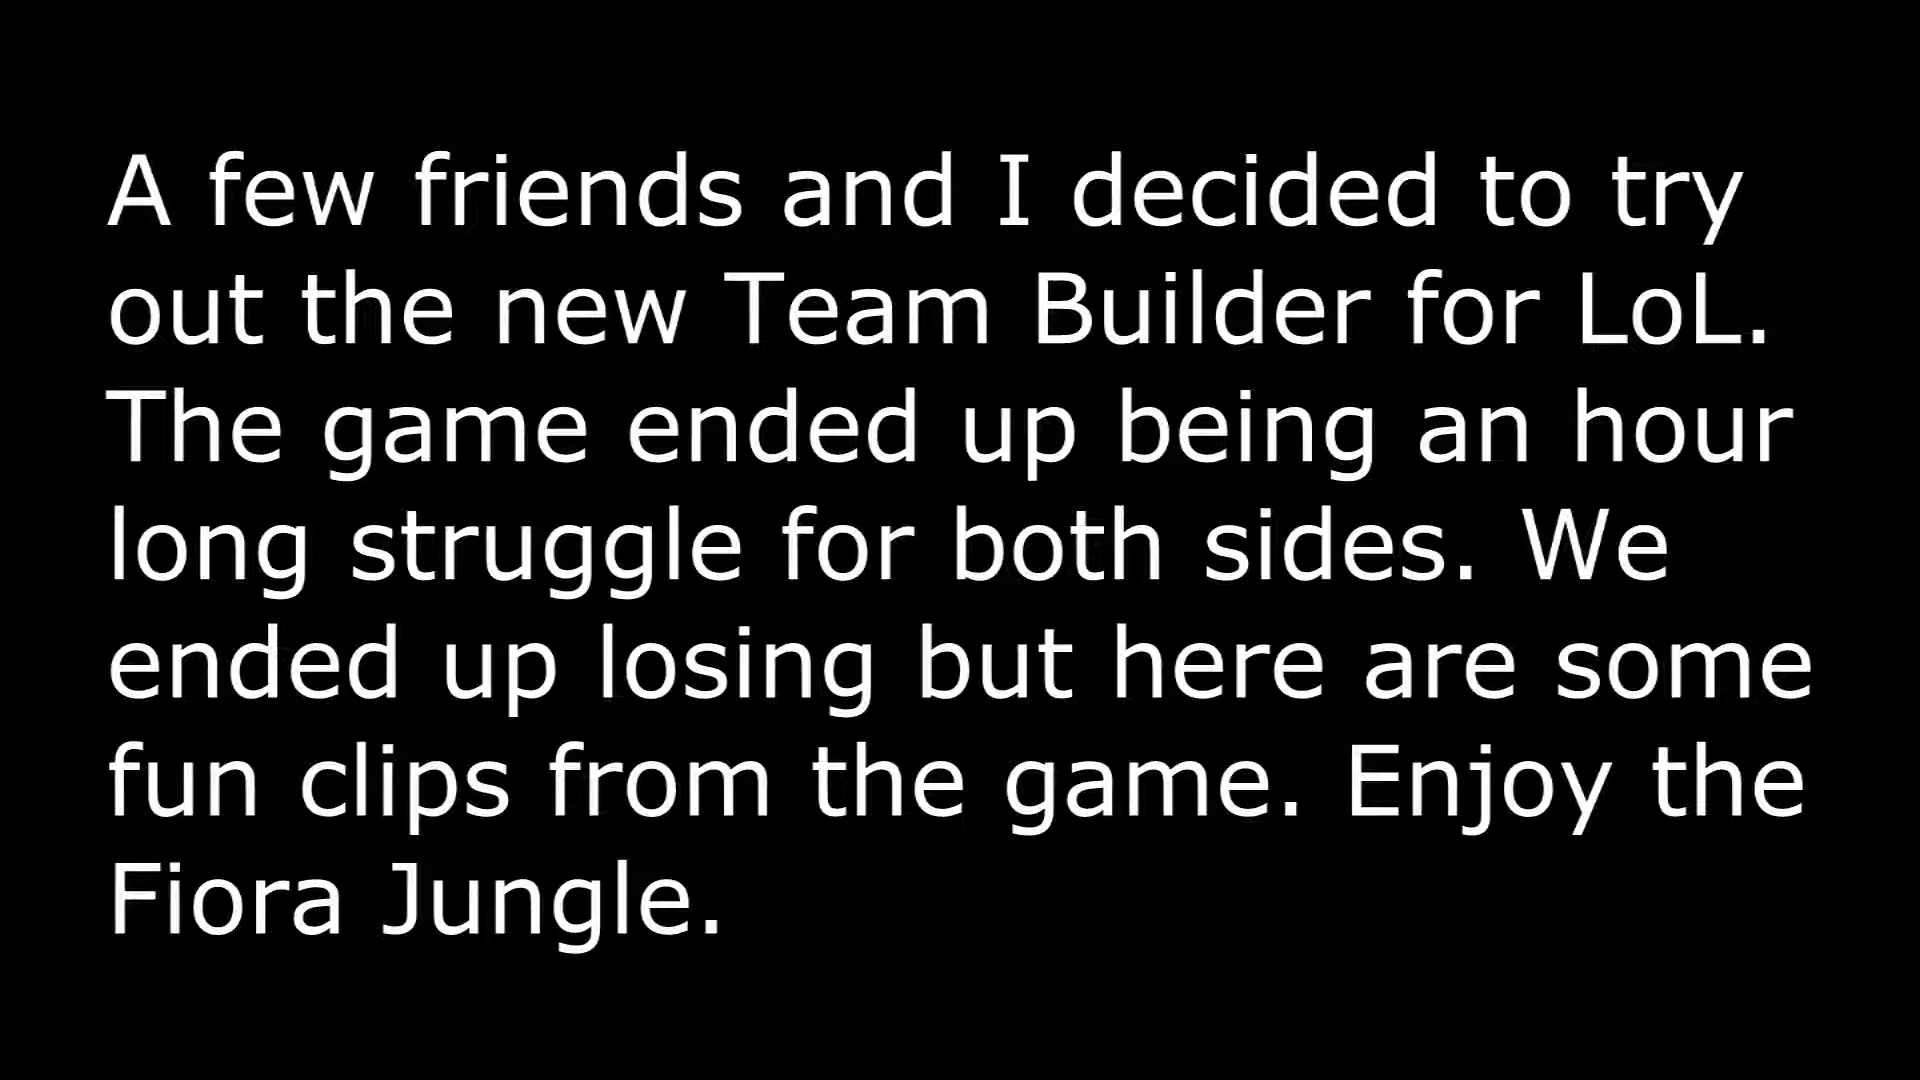 A few friends and I decided to try
out the new Team Builder for LoL.
The game ended up being an hour
long struggle for both sides. We
ended up losing but here are some
fun clips from the game. Enjoy the
Fiora Jungle.